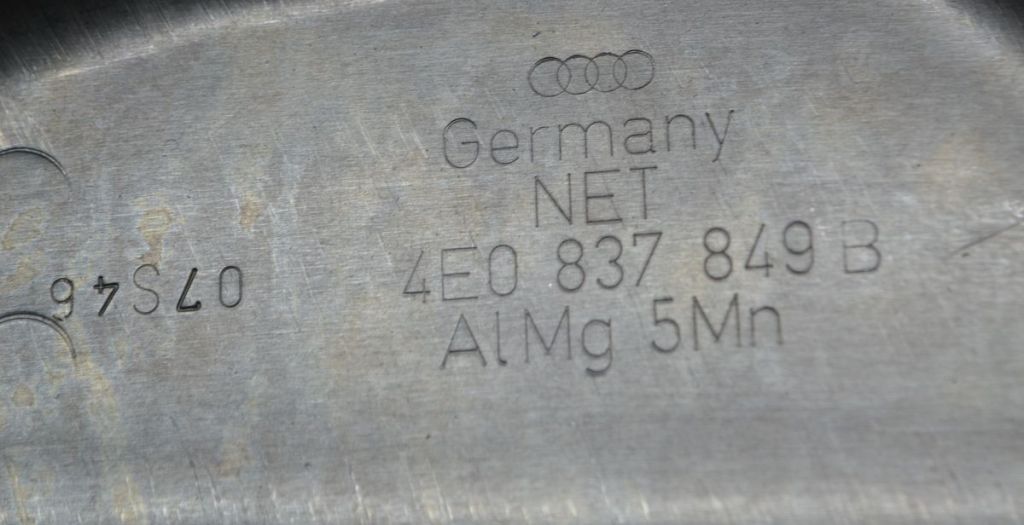 Germany
NET
4E0 837 849 B
AlMg 5Mn
07S46